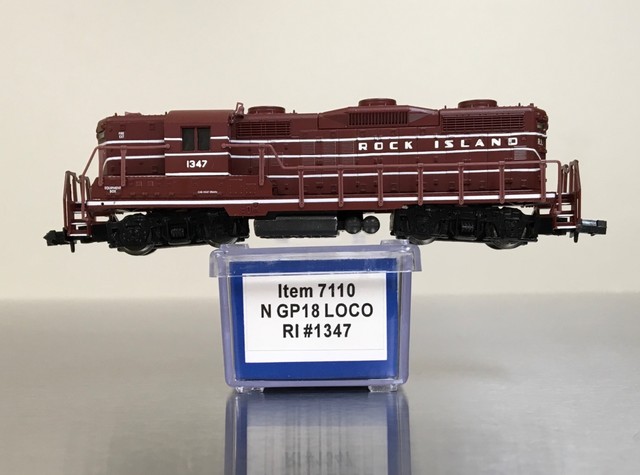 ROCK ISLAND
1347
Item 7110
N GP18 LOCO
RI #1347